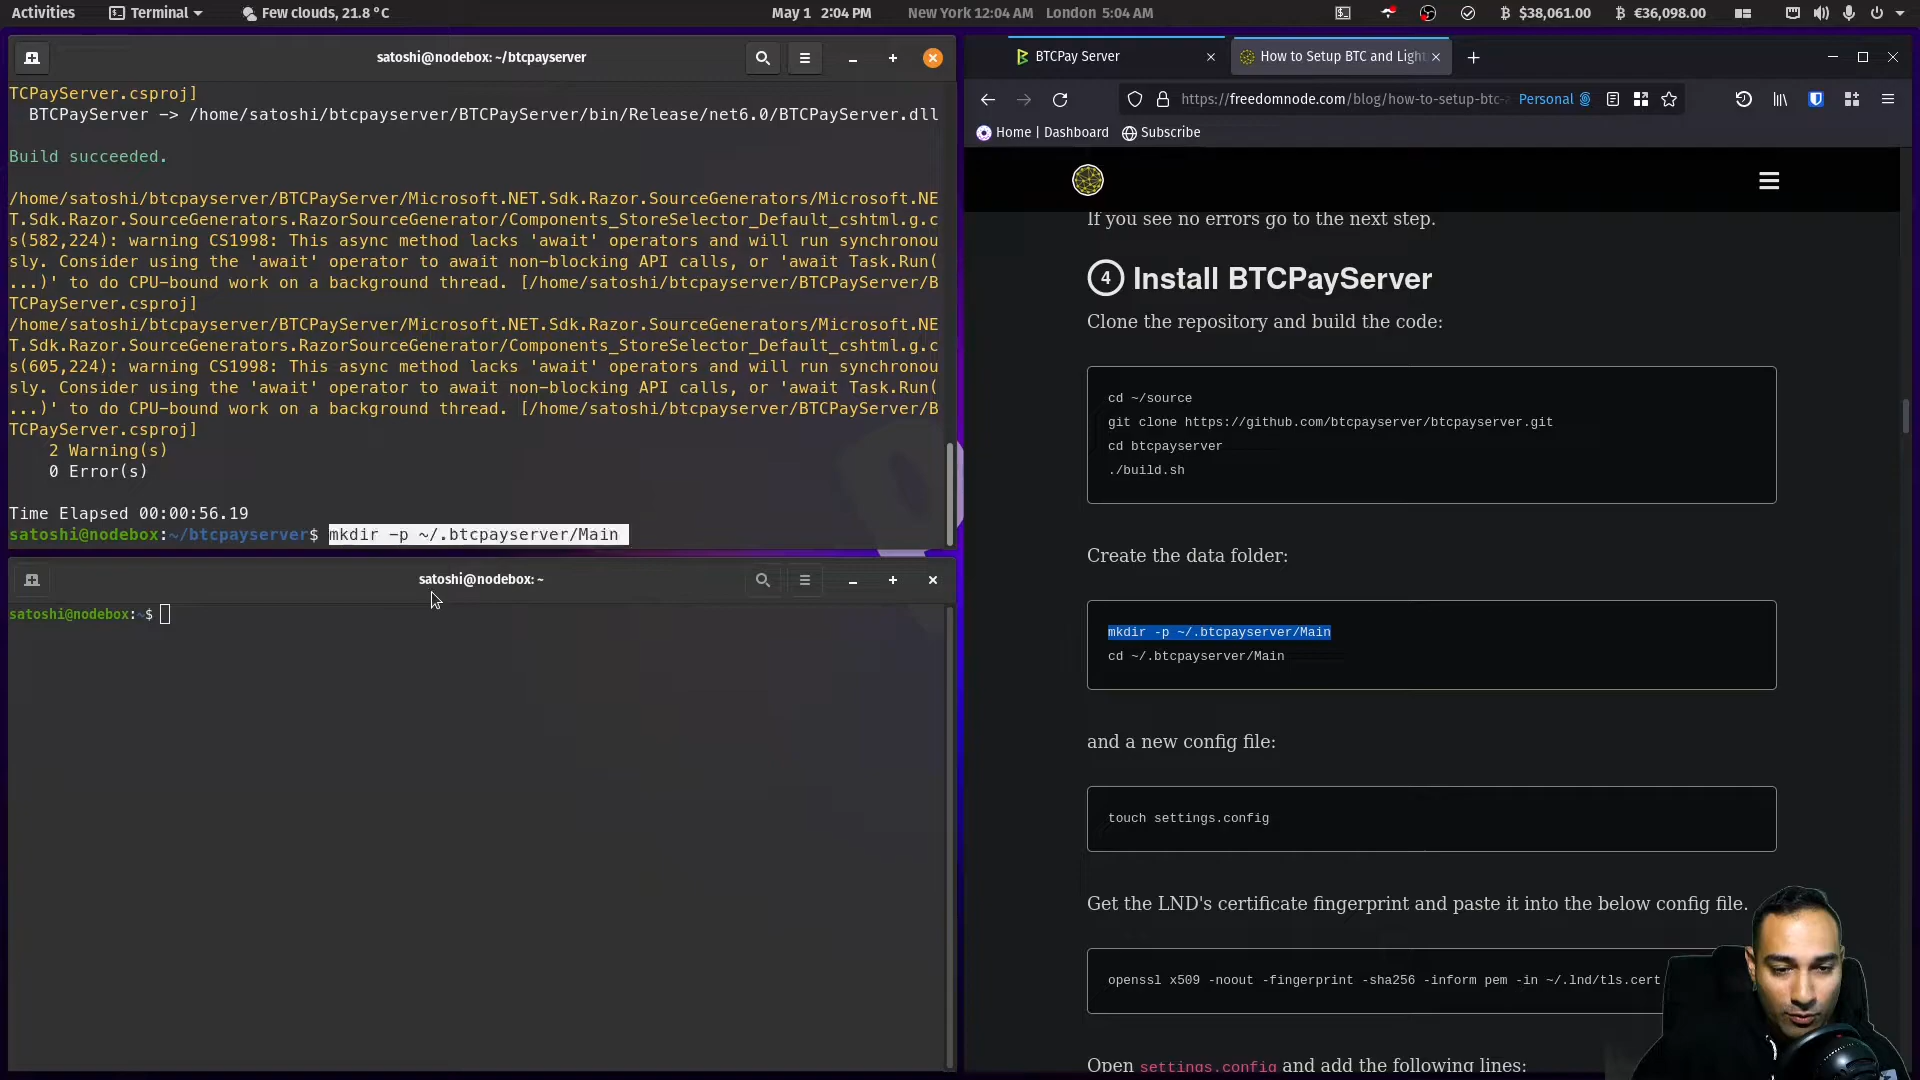 Activities Terminal Few clouds, 21.8 °C May 1 2:04 PM New York 12:04 AM London 5:04 AM ₿ $38,061.00 ₿ €36,098.00
satoshi@nodebox: ~/btcpayserver
TCPayServer.csproj]
BTCPayServer -> /home/satoshi/btcpayserver/BTCPayServer/bin/Release/net6.0/BTCPayServer.dll
Build succeeded.
/home/satoshi/btcpayserver/BTCPayServer/Microsoft.NET.Sdk.Razor.SourceGenerators/Microsoft.NE
T.Sdk.Razor.SourceGenerators.RazorSourceGenerator/Components_StoreSelector_Default_cshtml.g.c
s(582,224): warning CS1998: This async method lacks 'await' operators and will run synchronou
sly. Consider using the 'await' operator to await non-blocking API calls, or 'await Task.Run(
...)' to do CPU-bound work on a background thread. [/home/satoshi/btcpayserver/BTCPayServer/B
TCPayServer.csproj]
/home/satoshi/btcpayserver/BTCPayServer/Microsoft.NET.Sdk.Razor.SourceGenerators/Microsoft.NE
T.Sdk.Razor.SourceGenerators.RazorSourceGenerator/Components_StoreSelector_Default_cshtml.g.c
s(605,224): warning CS1998: This async method lacks 'await' operators and will run synchronou
sly. Consider using the 'await' operator to await non-blocking API calls, or 'await Task.Run(
...)' to do CPU-bound work on a background thread. [/home/satoshi/btcpayserver/BTCPayServer/B
TCPayServer.csproj]
2 Warning(s)
0 Error(s)
Time Elapsed 00:00:56.19
satoshi@nodebox:~/btcpayserver$ mkdir -p ~/.btcpayserver/Main
satoshi@nodebox: ~
satoshi@nodebox:~$
BTCPay Server
How to Setup BTC and Light
https://freedomnode.com/blog/how-to-setup-btc- Personal
Home | Dashboard Subscribe
If you see no errors go to the next step.
4 Install BTCPayServer
Clone the repository and build the code:
cd ~/source
git clone https://github.com/btcpayserver/btcpayserver.git
cd btcpayserver
./build.sh
Create the data folder:
mkdir -p ~/.btcpayserver/Main
cd ~/.btcpayserver/Main
and a new config file:
touch settings.config
Get the LND's certificate fingerprint and paste it into the below config file.
openssl x509 -noout -fingerprint -sha256 -inform pem -in ~/.lnd/tls.cert
Open settings.config and add the following lines: